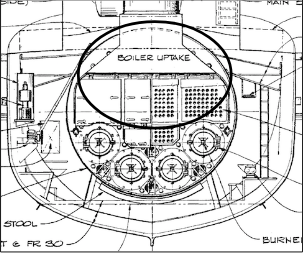 SIDE)
MAIN
BOILER UPTAKE
STOOL
T & FR 30
BURNE